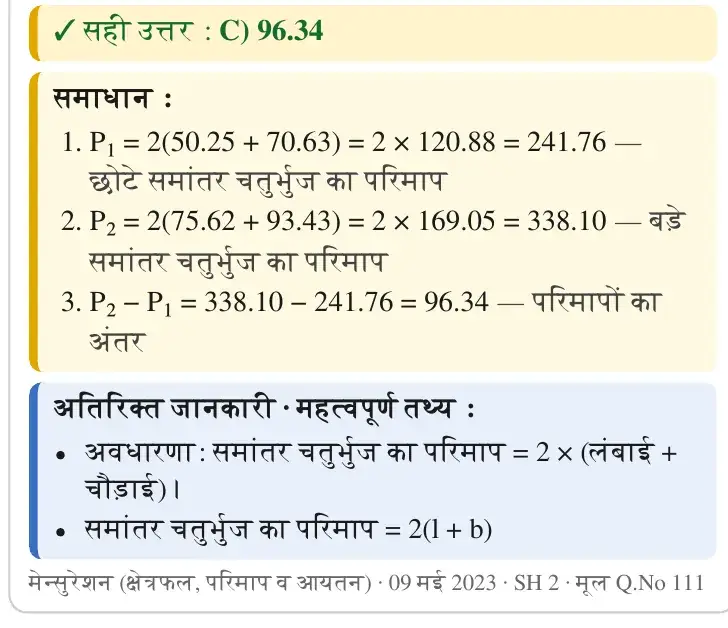 ✓ सही उत्तर : C) 96.34
समाधान :
1. P₁ = 2(50.25 + 70.63) = 2 × 120.88 = 241.76 —
छोटे समांतर चतुर्भुज का परिमाप
2. P₂ = 2(75.62 + 93.43) = 2 × 169.05 = 338.10 — बड़े
समांतर चतुर्भुज का परिमाप
3. P₂ − P₁ = 338.10 − 241.76 = 96.34 — परिमापों का
अंतर
अतिरिक्त जानकारी · महत्वपूर्ण तथ्य :
• अवधारणा : समांतर चतुर्भुज का परिमाप = 2 × (लंबाई +
चौड़ाई)।
• समांतर चतुर्भुज का परिमाप = 2(l + b)
मेन्सुरेशन (क्षेत्रफल, परिमाप व आयतन) · 09 मई 2023 · SH 2 · मूल Q.No 111